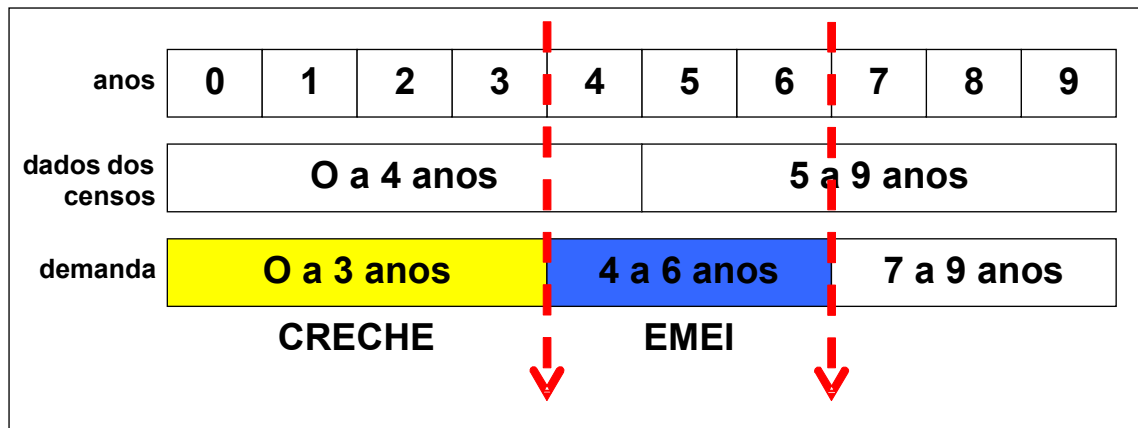 anos 0 1 2 3 4 5 6 7 8 9
dados dos
censos
O a 4 anos 5 a 9 anos
demanda O a 3 anos 4 a 6 anos 7 a 9 anos
CRECHE EMEI